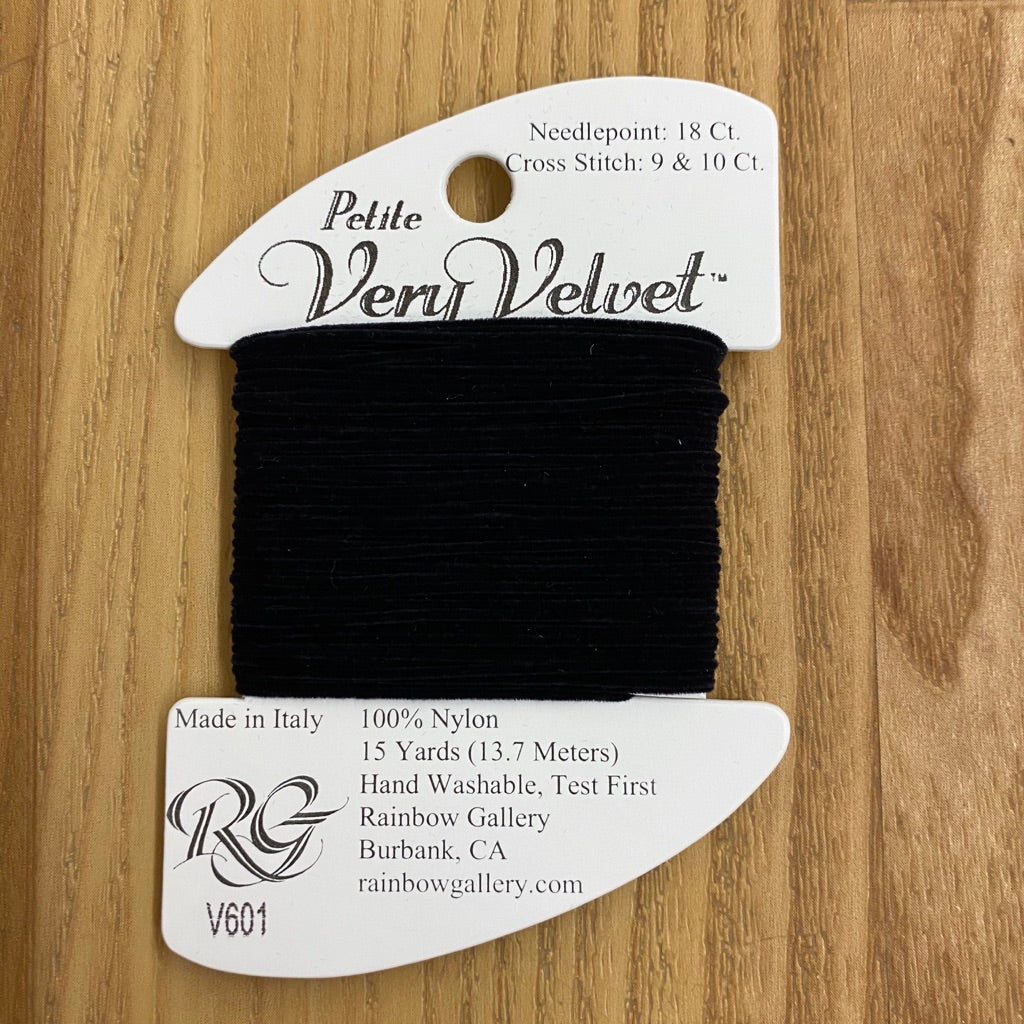 Needlepoint: 18 Ct.
Cross Stitch: 9 & 10 Ct.
Petite
Very Velvet™
Made in Italy
100% Nylon
15 Yards (13.7 Meters)
Hand Washable, Test First
Rainbow Gallery
Burbank, CA
rainbowgallery.com
RG
V601